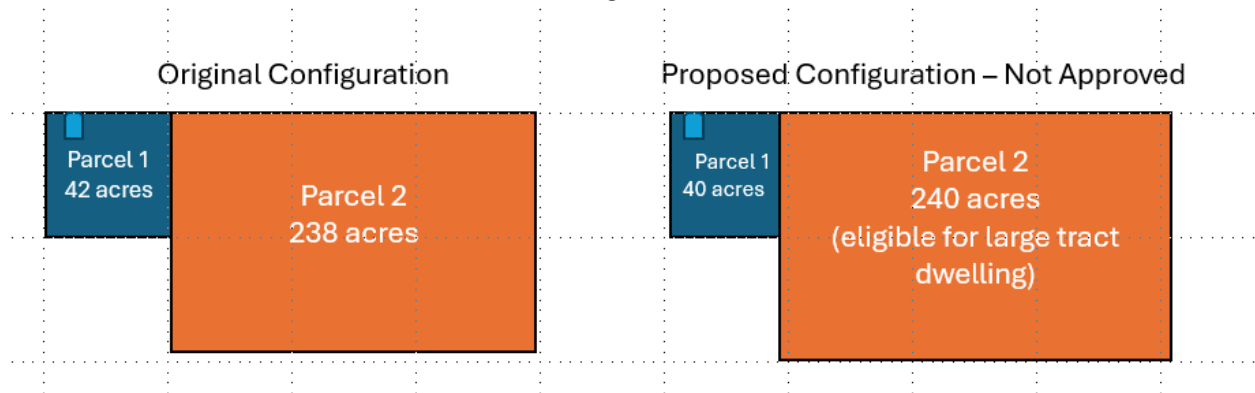 Original Configuration
Parcel 1
42 acres
Parcel 2
238 acres
Proposed Configuration – Not Approved
Parcel 1
40 acres
Parcel 2
240 acres
(eligible for large tract
dwelling)